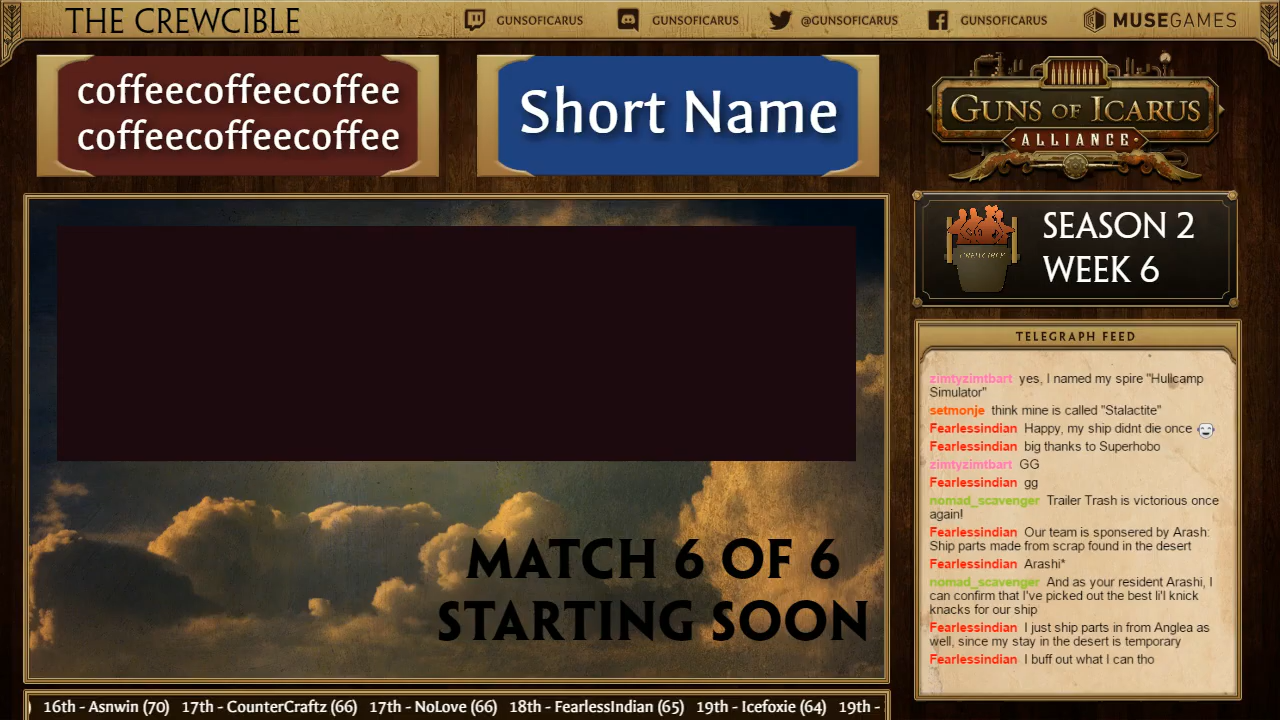 THE CREWCIBLE
GUNSOFICARUS
GUNSOFICARUS
@GUNSOFICARUS
GUNSOFICARUS
MUSEGAMES
coffeecoffeecoffee
coffeecoffeecoffee
Short Name
GUNS OF ICARUS
ALLIANCE
CREWCIBLE
SEASON 2
WEEK 6
MATCH 6 OF 6
STARTING SOON
TELEGRAPH FEED
zimtyzimtbart yes, I named my spire "Hullcamp
Simulator"
setmonje think mine is called "Stalactite"
Fearlessindian Happy, my ship didnt die once
Fearlessindian big thanks to Superhobo
zimtyzimtbart GG
Fearlessindian gg
nomad_scavenger Trailer Trash is victorious once
again!
Fearlessindian Our team is sponsered by Arash:
Ship parts made from scrap found in the desert
Fearlessindian Arashi*
nomad_scavenger And as your resident Arashi, I
can confirm that I've picked out the best li'l knick
knacks for our ship
Fearlessindian I just ship parts in from Anglea as
well, since my stay in the desert is temporary
Fearlessindian I buff out what I can tho
) 16th - Asnwin (70) 17th - CounterCraftz (66) 17th - NoLove (66) 18th - FearlessIndian (65) 19th - Icefoxie (64) 19th -